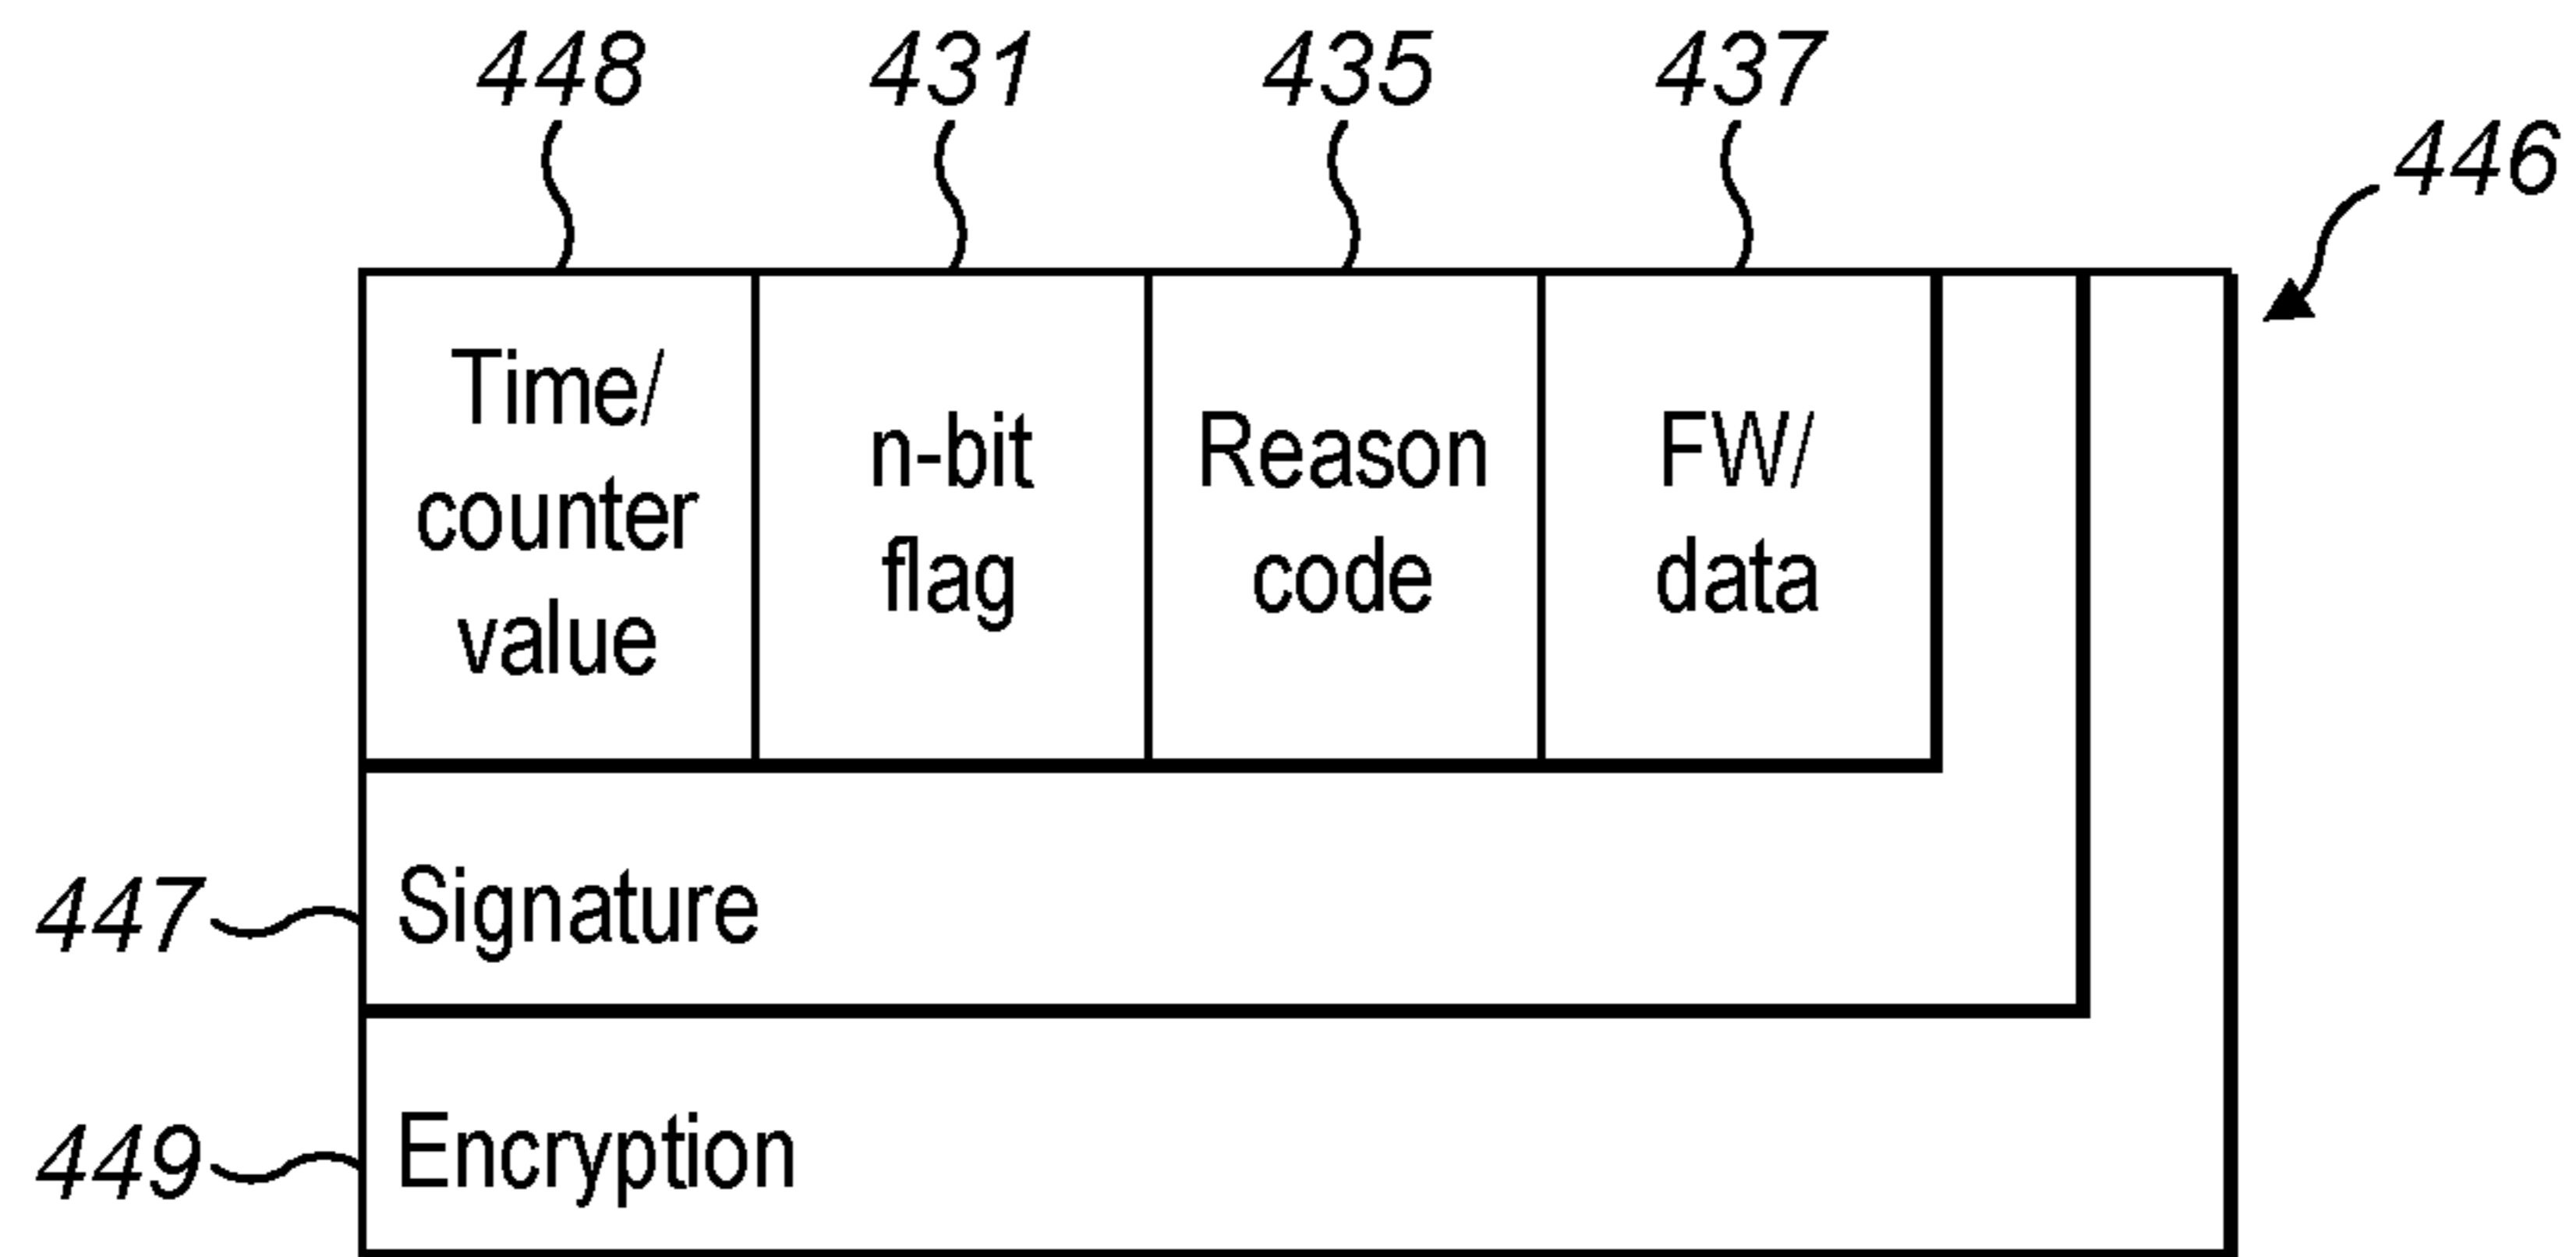 448 431 435 437
446
Time/
counter
value
n-bit
flag
Reason
code
FW/
data
447
Signature
449
Encryption